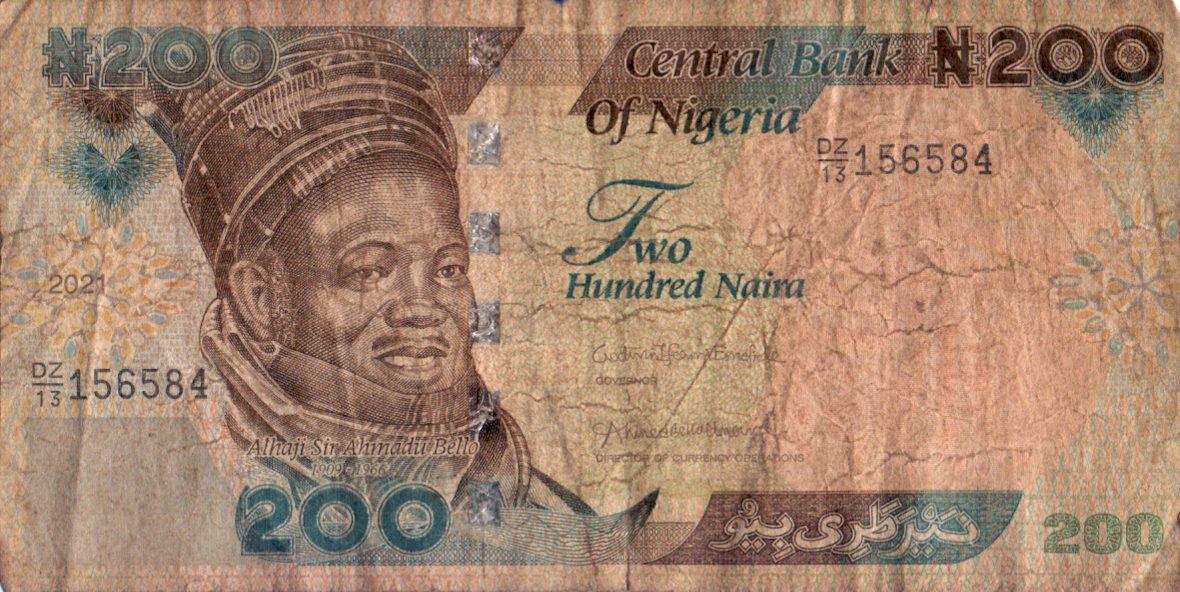 ₦200
Central Bank
₦200
Of Nigeria
DZ/13 156584
Two
Hundred Naira
2021
GOVERNOR
DZ/13 156584
Alhaji Sir Ahmadu Bello
1909 - 1966
DIRECTOR OF CURRENCY OPERATIONS
200
نَيْرَ طَرِى بِيُو
200